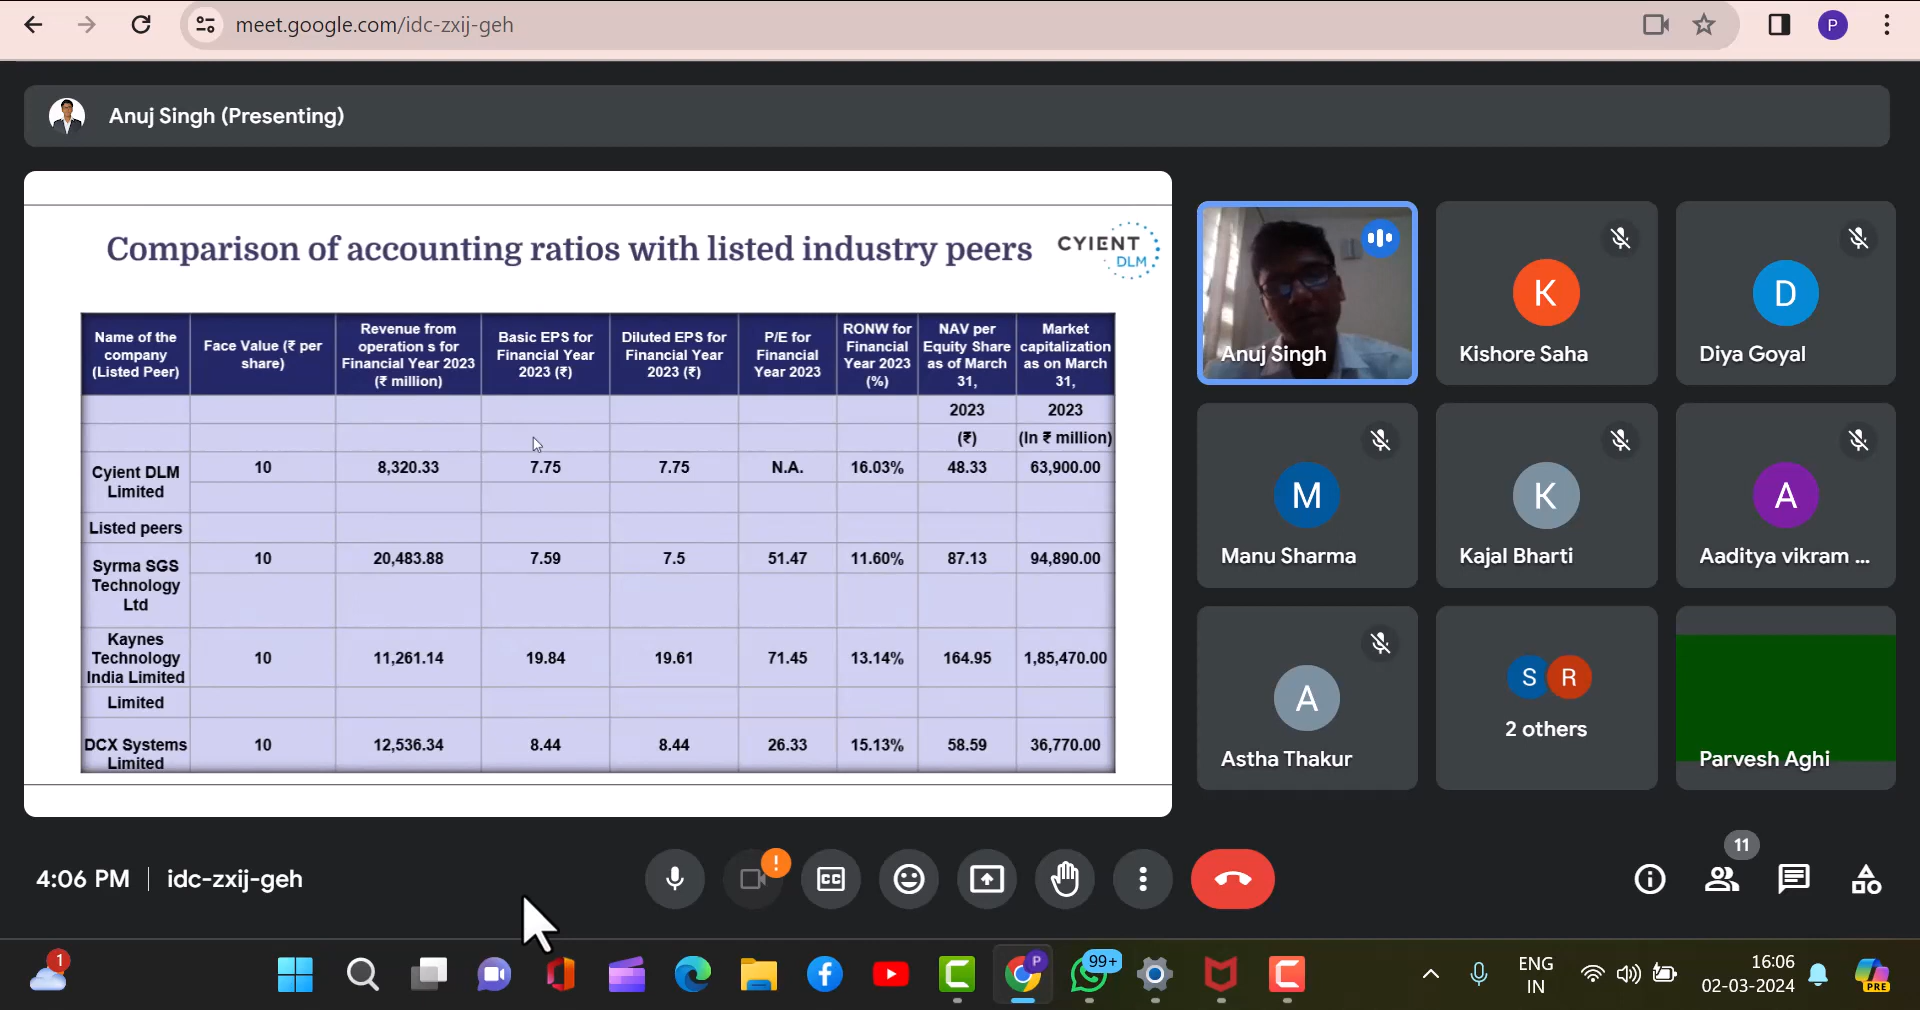 meet.google.com/idc-zxij-geh
P
Anuj Singh (Presenting)
Comparison of accounting ratios with listed industry peers
CYIENT
DLM
Name of the company (Listed Peer) Face Value (₹ per share) Revenue from operation s for Financial Year 2023 (₹ million) Basic EPS for Financial Year 2023 (₹) Diluted EPS for Financial Year 2023 (₹) P/E for Financial Year 2023 RONW for Financial Year 2023 (%) NAV per Equity Share as of March 31, Market capitalization as on March 31,
2023 2023
(₹) (In ₹ million)
Cyient DLM Limited 10 8,320.33 7.75 7.75 N.A. 16.03% 48.33 63,900.00
Listed peers
Syrma SGS Technology Ltd 10 20,483.88 7.59 7.5 51.47 11.60% 87.13 94,890.00
Kaynes Technology India Limited 10 11,261.14 19.84 19.61 71.45 13.14% 164.95 1,85,470.00
Limited
DCX Systems Limited 10 12,536.34 8.44 8.44 26.33 15.13% 58.59 36,770.00
Anuj Singh
K
Kishore Saha
D
Diya Goyal
M
Manu Sharma
K
Kajal Bharti
A
Aaditya vikram ...
A
Astha Thakur
S R
2 others
Parvesh Aghi
4:06 PM | idc-zxij-geh
!
CC
11
1
P
99+
ENG
IN
16:06
02-03-2024
PRE